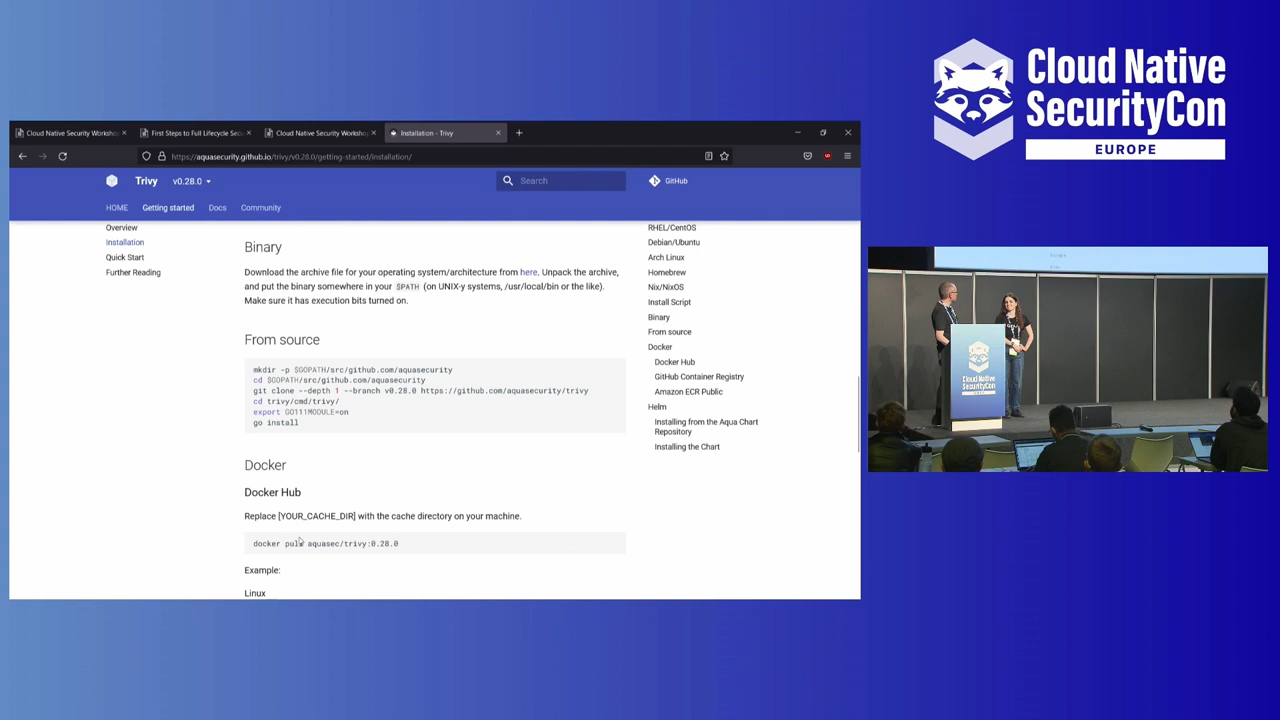 Cloud Native Security Worksho
First Steps to Full Lifecycle Sec
Cloud Native Security Worksho
Installation - Trivy
https://aquasecurity.github.io/trivy/v0.28.0/getting-started/installation/
Trivy
v0.28.0
Search
GitHub
HOME
Getting started
Docs
Community
Overview
Installation
Quick Start
Further Reading
Binary
Download the archive file for your operating system/architecture from here. Unpack the archive,
and put the binary somewhere in your $PATH (on UNIX-y systems, /usr/local/bin or the like).
Make sure it has execution bits turned on.
From source
mkdir -p $GOPATH/src/github.com/aquasecurity
cd $GOPATH/src/github.com/aquasecurity
git clone --depth 1 --branch v0.28.0 https://github.com/aquasecurity/trivy
cd trivy/cmd/trivy/
export GO111MODULE=on
go install
Docker
Docker Hub
Replace [YOUR_CACHE_DIR] with the cache directory on your machine.
docker pull aquasec/trivy:0.28.0
Example:
Linux
RHEL/CentOS
Debian/Ubuntu
Arch Linux
Homebrew
Nix/NixOS
Install Script
Binary
From source
Docker
Docker Hub
GitHub Container Registry
Amazon ECR Public
Helm
Installing from the Aqua Chart
Repository
Installing the Chart
Cloud Native
SecurityCon
EUROPE
Cloud Native
SecurityCon